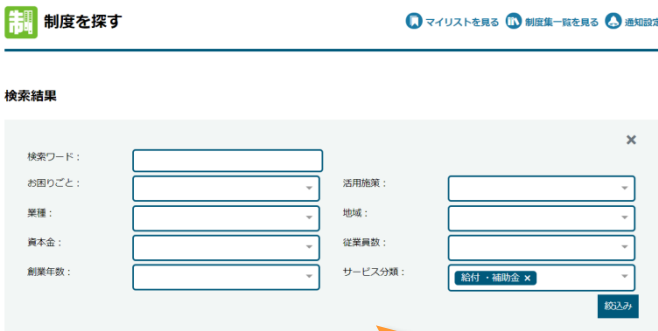 制 制度を探す
マイリストを見る 制度集一覧を見る 通知設定
検索結果
×
検索ワード：
お困りごと： 活用施策：
業種： 地域：
資本金： 従業員数：
創業年数： サービス分類： 給付・補助金 ×
絞込み